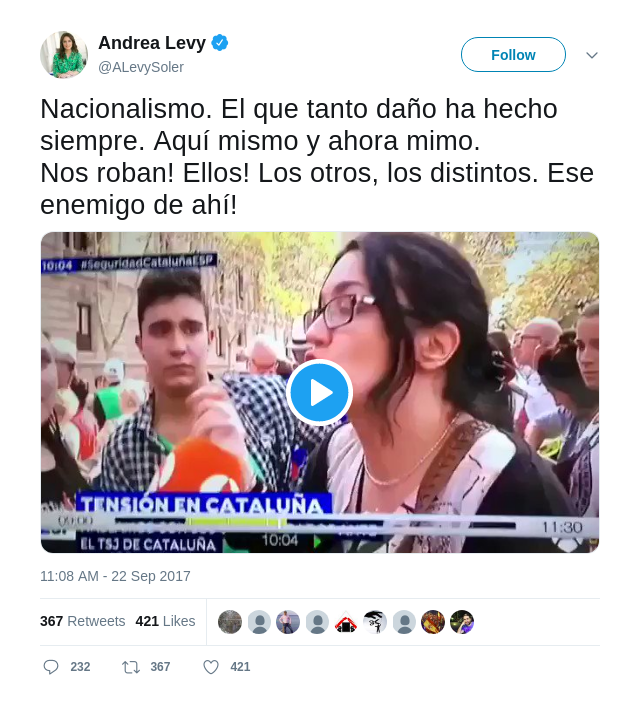 Andrea Levy
@ALevySoler
Follow
Nacionalismo. El que tanto daño ha hecho
siempre. Aquí mismo y ahora mimo.
Nos roban! Ellos! Los otros, los distintos. Ese
enemigo de ahí!
10:04 #SeguridadCataluñaESP
TENSIÓN EN CATALUÑA
00:00
11:30
EL TSJ DE CATALUÑA
10:04
11:08 AM - 22 Sep 2017
367 Retweets 421 Likes
232 367 421